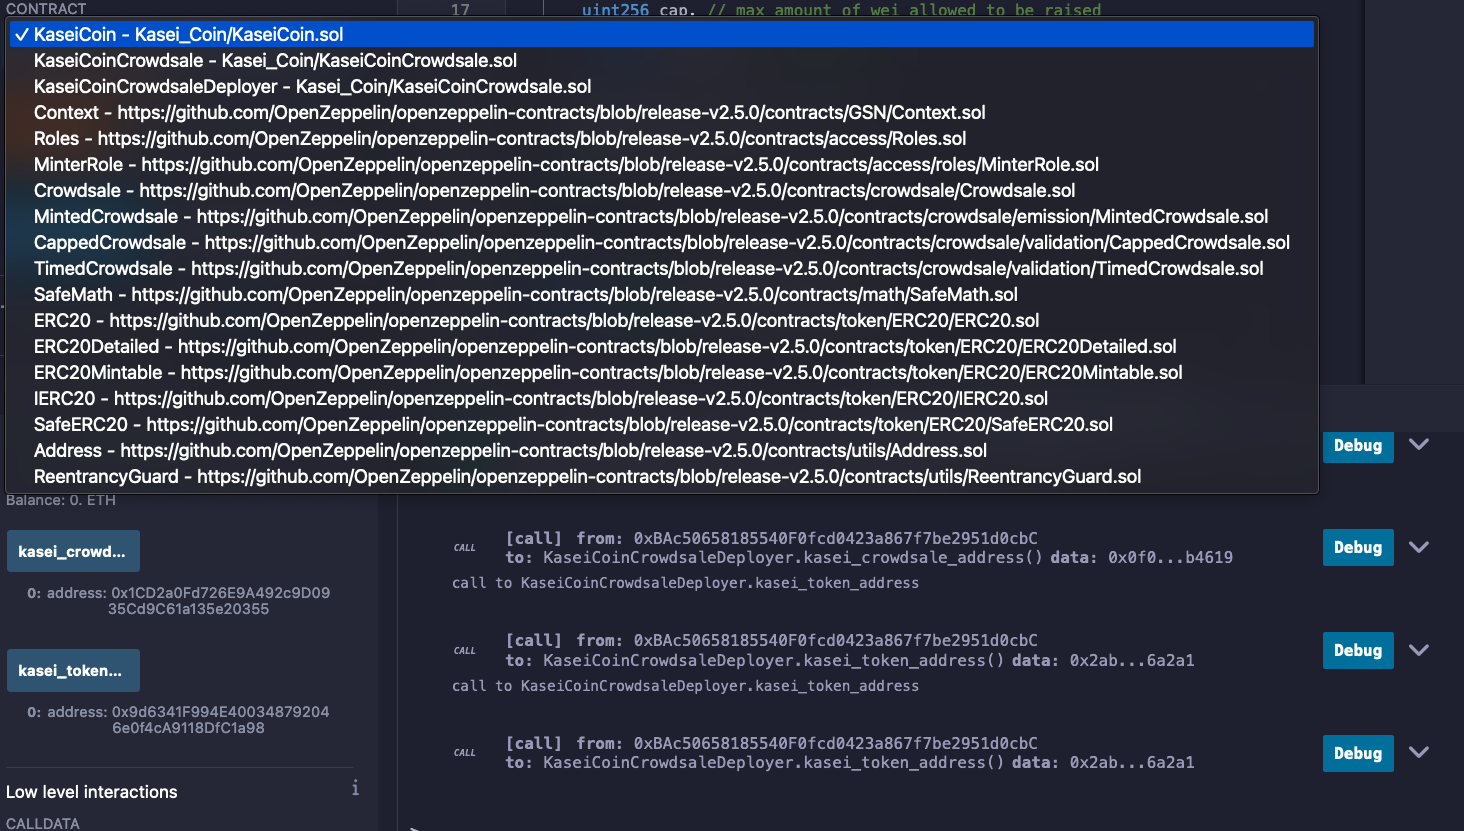 CONTRACT
17 uint256 cap, // max amount of wei allowed to be raised
✓ KaseiCoin - Kasei_Coin/KaseiCoin.sol
KaseiCoinCrowdsale - Kasei_Coin/KaseiCoinCrowdsale.sol
KaseiCoinCrowdsaleDeployer - Kasei_Coin/KaseiCoinCrowdsale.sol
Context - https://github.com/OpenZeppelin/openzeppelin-contracts/blob/release-v2.5.0/contracts/GSN/Context.sol
Roles - https://github.com/OpenZeppelin/openzeppelin-contracts/blob/release-v2.5.0/contracts/access/Roles.sol
MinterRole - https://github.com/OpenZeppelin/openzeppelin-contracts/blob/release-v2.5.0/contracts/access/roles/MinterRole.sol
Crowdsale - https://github.com/OpenZeppelin/openzeppelin-contracts/blob/release-v2.5.0/contracts/crowdsale/Crowdsale.sol
MintedCrowdsale - https://github.com/OpenZeppelin/openzeppelin-contracts/blob/release-v2.5.0/contracts/crowdsale/emission/MintedCrowdsale.sol
CappedCrowdsale - https://github.com/OpenZeppelin/openzeppelin-contracts/blob/release-v2.5.0/contracts/crowdsale/validation/CappedCrowdsale.sol
TimedCrowdsale - https://github.com/OpenZeppelin/openzeppelin-contracts/blob/release-v2.5.0/contracts/crowdsale/validation/TimedCrowdsale.sol
SafeMath - https://github.com/OpenZeppelin/openzeppelin-contracts/blob/release-v2.5.0/contracts/math/SafeMath.sol
ERC20 - https://github.com/OpenZeppelin/openzeppelin-contracts/blob/release-v2.5.0/contracts/token/ERC20/ERC20.sol
ERC20Detailed - https://github.com/OpenZeppelin/openzeppelin-contracts/blob/release-v2.5.0/contracts/token/ERC20/ERC20Detailed.sol
ERC20Mintable - https://github.com/OpenZeppelin/openzeppelin-contracts/blob/release-v2.5.0/contracts/token/ERC20/ERC20Mintable.sol
IERC20 - https://github.com/OpenZeppelin/openzeppelin-contracts/blob/release-v2.5.0/contracts/token/ERC20/IERC20.sol
SafeERC20 - https://github.com/OpenZeppelin/openzeppelin-contracts/blob/release-v2.5.0/contracts/token/ERC20/SafeERC20.sol
Address - https://github.com/OpenZeppelin/openzeppelin-contracts/blob/release-v2.5.0/contracts/utils/Address.sol
ReentrancyGuard - https://github.com/OpenZeppelin/openzeppelin-contracts/blob/release-v2.5.0/contracts/utils/ReentrancyGuard.sol
Debug
Balance: 0. ETH
kasei_crowd...
0: address: 0x1CD2a0Fd726E9A492c9D09
35Cd9C61a135e20355
kasei_token...
0: address: 0x9d6341F994E40034879204
6e0f4cA9118DfC1a98
Low level interactions
i
CALLDATA
CALL
[call] from: 0xBAc50658185540F0fcd0423a867f7be2951d0cbC
to: KaseiCoinCrowdsaleDeployer.kasei_crowdsale_address() data: 0x0f0...b4619
Debug
call to KaseiCoinCrowdsaleDeployer.kasei_token_address
CALL
[call] from: 0xBAc50658185540F0fcd0423a867f7be2951d0cbC
to: KaseiCoinCrowdsaleDeployer.kasei_token_address() data: 0x2ab...6a2a1
Debug
call to KaseiCoinCrowdsaleDeployer.kasei_token_address
CALL
[call] from: 0xBAc50658185540F0fcd0423a867f7be2951d0cbC
to: KaseiCoinCrowdsaleDeployer.kasei_token_address() data: 0x2ab...6a2a1
Debug